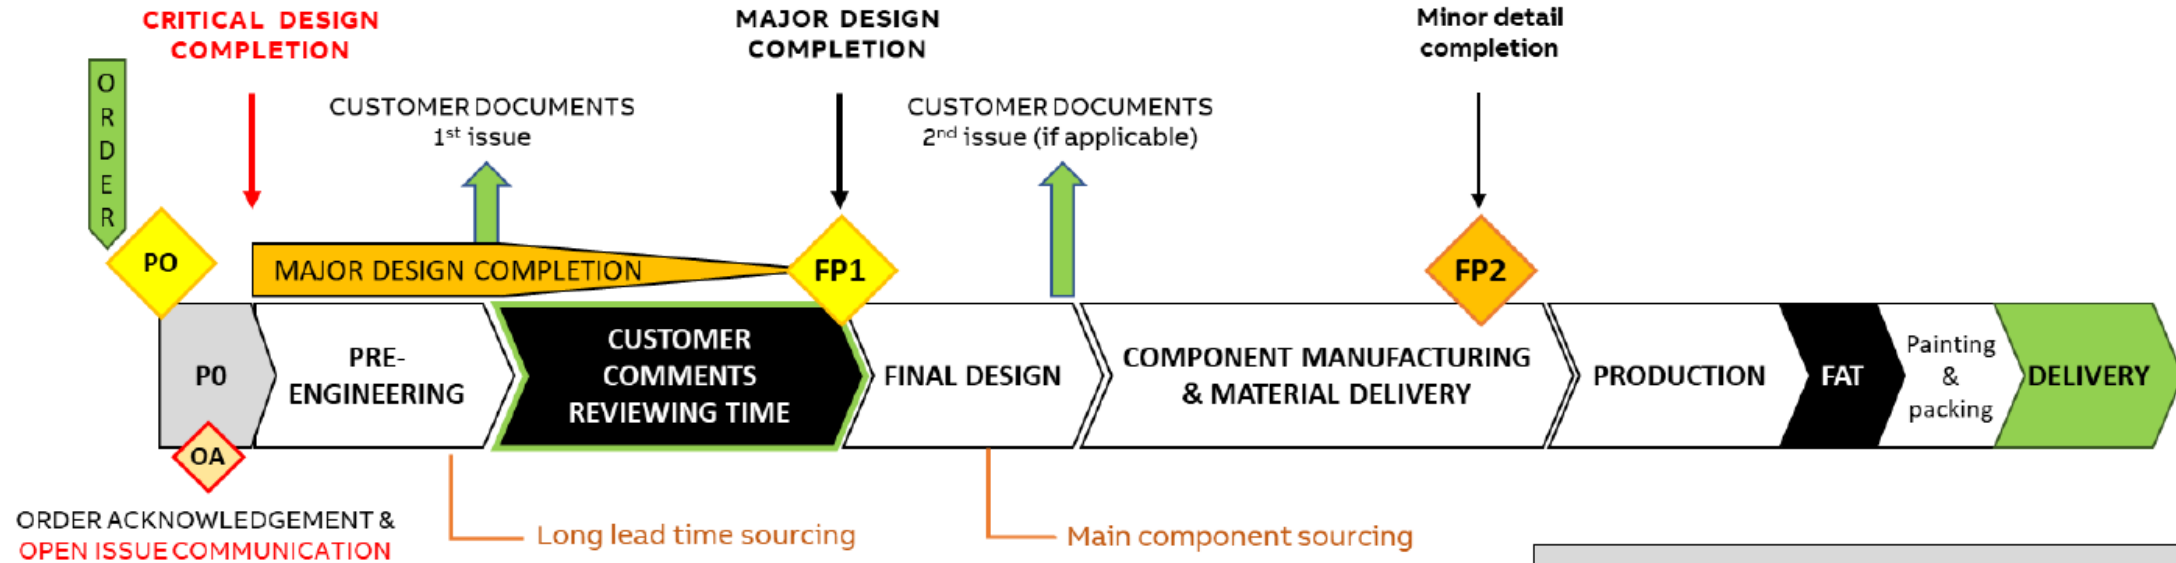 CRITICAL DESIGN
COMPLETION
MAJOR DESIGN
COMPLETION
Minor detail
completion
O
R
D
E
R
CUSTOMER DOCUMENTS
1st issue
CUSTOMER DOCUMENTS
2nd issue (if applicable)
PO
MAJOR DESIGN COMPLETION
FP1
FP2
P0
PRE-
ENGINEERING
CUSTOMER
COMMENTS
REVIEWING TIME
FINAL DESIGN
COMPONENT MANUFACTURING
& MATERIAL DELIVERY
PRODUCTION
FAT
Painting
&
packing
DELIVERY
OA
ORDER ACKNOWLEDGEMENT &
OPEN ISSUE COMMUNICATION
Long lead time sourcing
Main component sourcing